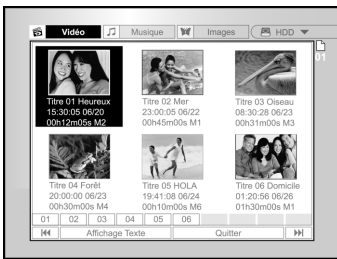 Vidéo Musique Images HDD
01
Titre 01 Heureux
15:30:05 06/20
00h12m05s M2
Titre 02 Mer
23:00:05 06/22
00h45m00s M1
Titre 03 Oiseau
08:30:28 06/23
00h31m00s M3
Titre 04 Forêt
20:00:00 06/23
00h30m00s M4
Titre 05 HOLA
19:41:08 06/24
00h10m00s M6
Titre 06 Domicile
01:20:56 06/26
01h30m00s M1
01 02 03 04 05 06
Affichage Texte Quitter